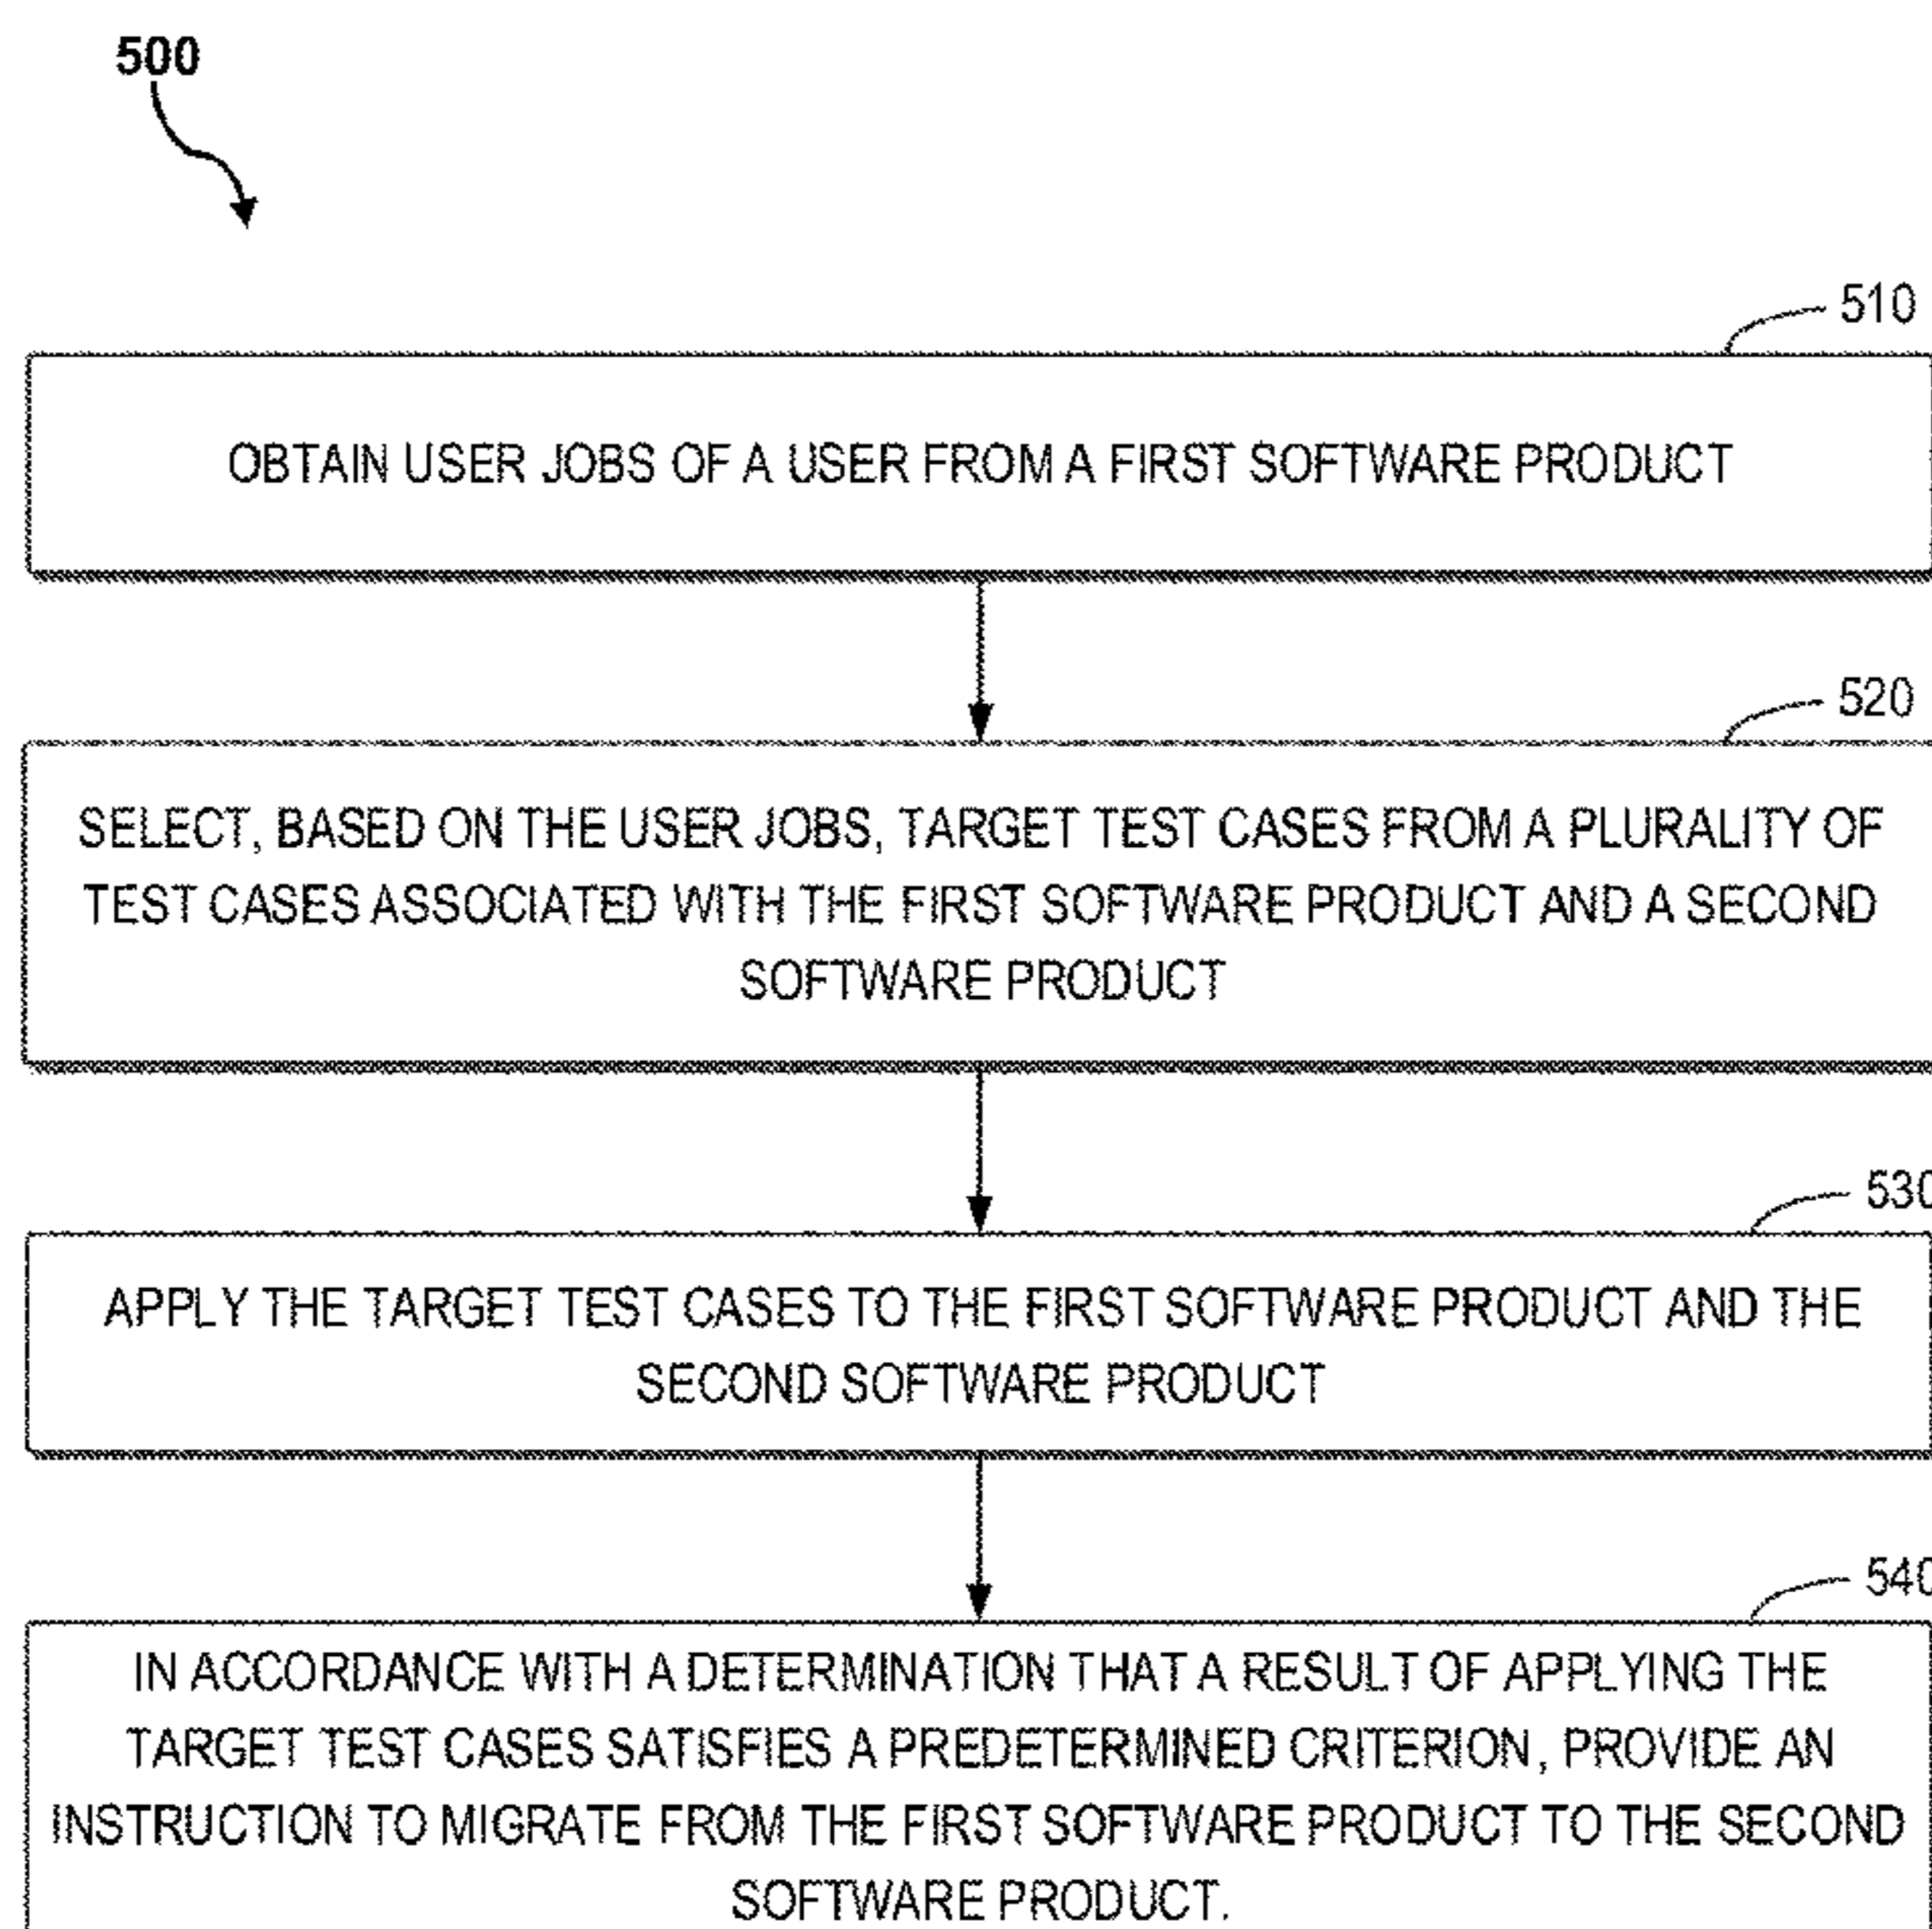 500
510
OBTAIN USER JOBS OF A USER FROM A FIRST SOFTWARE PRODUCT
520
SELECT, BASED ON THE USER JOBS, TARGET TEST CASES FROM A PLURALITY OF
TEST CASES ASSOCIATED WITH THE FIRST SOFTWARE PRODUCT AND A SECOND
SOFTWARE PRODUCT
530
APPLY THE TARGET TEST CASES TO THE FIRST SOFTWARE PRODUCT AND THE
SECOND SOFTWARE PRODUCT
540
IN ACCORDANCE WITH A DETERMINATION THAT A RESULT OF APPLYING THE
TARGET TEST CASES SATISFIES A PREDETERMINED CRITERION, PROVIDE AN
INSTRUCTION TO MIGRATE FROM THE FIRST SOFTWARE PRODUCT TO THE SECOND
SOFTWARE PRODUCT.